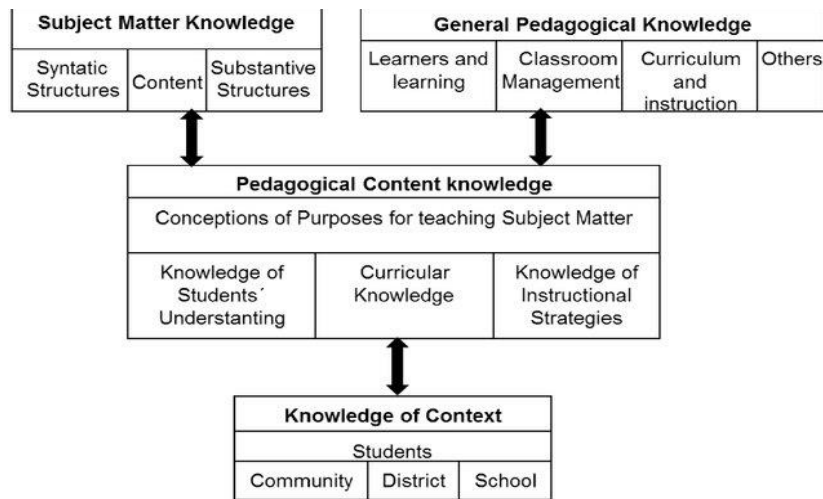 Subject Matter Knowledge
Syntatic
Structures
Content
Substantive
Structures
General Pedagogical Knowledge
Learners and
learning
Classroom
Management
Curriculum
and
instruction
Others
Pedagogical Content knowledge
Conceptions of Purposes for teaching Subject Matter
Knowledge of
Students´
Understanting
Curricular
Knowledge
Knowledge of
Instructional
Strategies
Knowledge of Context
Students
Community
District
School